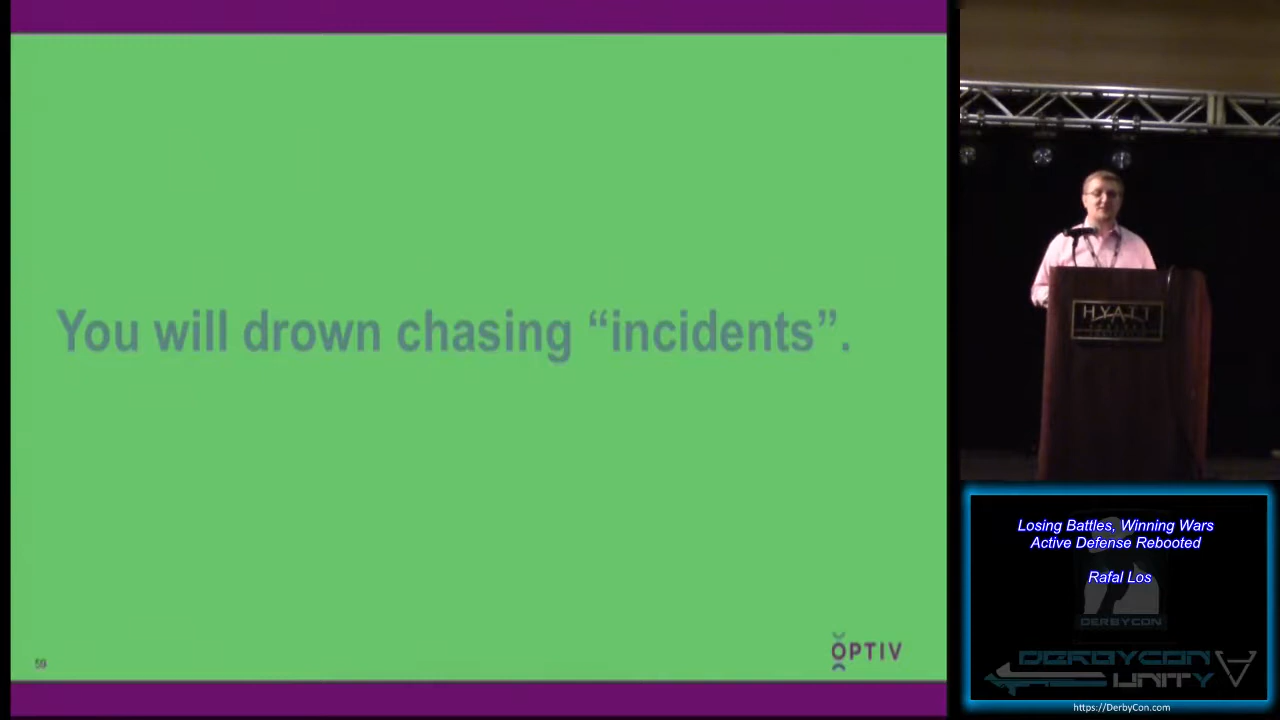 You will drown chasing “incidents”.
59
OPTIV
HYATT
Losing Battles, Winning Wars
Active Defense Rebooted
Rafal Los
DERBYCON
DERBYCON
UNITY
https://DerbyCon.com